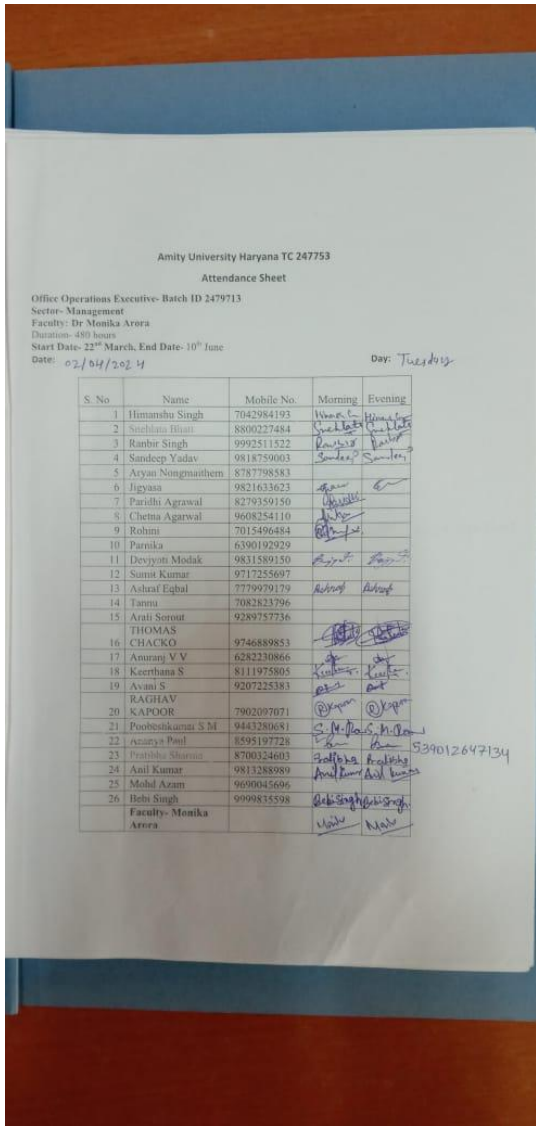 Amity University Haryana TC 247753
Attendance Sheet
Office Operations Executive- Batch ID 2479713
Sector- Management
Faculty: Dr Monika Arora
Duration- 480 hours
Start Date- 22nd March, End Date- 10th June
Date: 02/04/2024 Day: Tuesday
S. No Name Mobile No. Morning Evening
1 Himanshu Singh 7042984193
2 Snehlata Bhati 8800227484 Snehlata Snehlata
3 Ranbir Singh 9992511522
4 Sandeep Yadav 9818759003 Sandeep Sandeep
5 Aryan Nongmaithem 8787798583
6 Jigyasa 9821633623
7 Paridhi Agrawal 8279359150
8 Chetna Agarwal 9608254110
9 Rohini 7015496484
10 Parnika 6390192929
11 Devjyoti Modak 9831589150
12 Sumit Kumar 9717255697
13 Ashraf Eqbal 7779979179 Ashraf Ashraf
14 Tannu 7082823796
15 Arati Sorout 9289757736
THOMAS
16 CHACKO 9746889853
17 Anuranj V V 6282230866
18 Keerthana S 8111975805
19 Avani S 9207225383
RAGHAV
20 KAPOOR 7902097071 Kapoor Kapoor
21 Poobeshkumar S M 9443280681
22 Ananya Paul 8595197728
539012647134
23 Pratibha Sharma 8700324603 Pratibha Pratibha
24 Anil Kumar 9813288989 Anil Kumar Anil Kumar
25 Mohd Azam 9690045696
26 Bebi Singh 9999835598 Bebi Singh Bebi Singh
Faculty- Monika
Arora